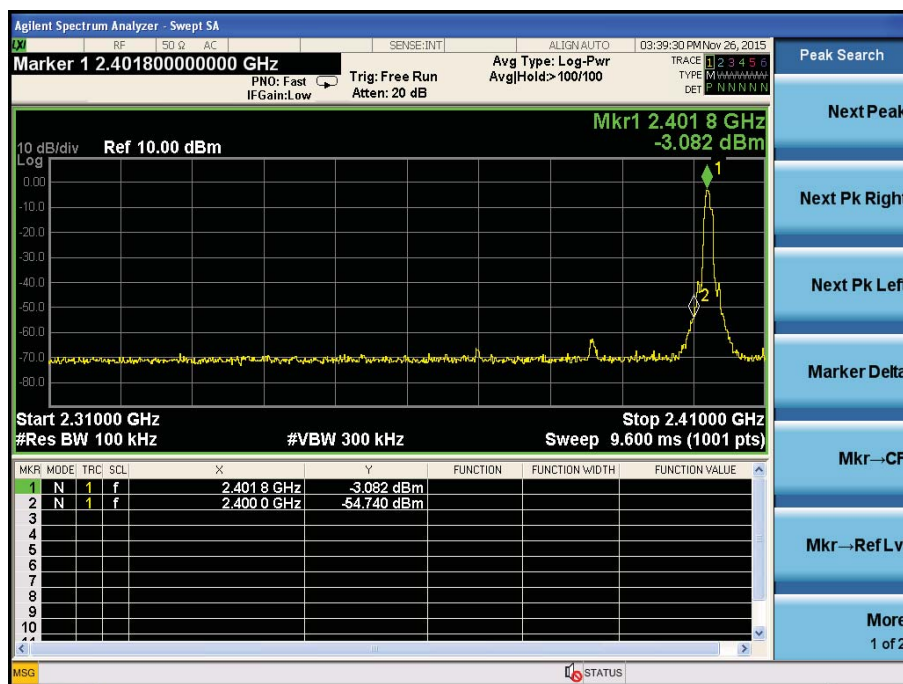 Agilent Spectrum Analyzer - Swept SA
LXI RF 50 Ω AC SENSE:INT ALIGN AUTO 03:39:30 PM Nov 26, 2015
Marker 1 2.401800000000 GHz
PNO: Fast
IFGain:Low
Trig: Free Run
Atten: 20 dB
Avg Type: Log-Pwr
Avg|Hold:>100/100
TRACE 1 2 3 4 5 6
TYPE M
DET P N N N N N
Mkr1 2.401 8 GHz
-3.082 dBm
10 dB/div Ref 10.00 dBm
Log
0.00
-10.0
-20.0
-30.0
-40.0
-50.0
-60.0
-70.0
-80.0
1
2
Start 2.31000 GHz Stop 2.41000 GHz
#Res BW 100 kHz #VBW 300 kHz Sweep 9.600 ms (1001 pts)
MKR MODE TRC SCL X Y FUNCTION FUNCTION WIDTH FUNCTION VALUE
1 N 1 f 2.401 8 GHz -3.082 dBm
2 N 1 f 2.400 0 GHz -54.740 dBm
3
4
5
6
7
8
9
10
MSG STATUS
Peak Search
Next Peak
Next Pk Right
Next Pk Left
Marker Delta
Mkr→CF
Mkr→Ref Lv
More
1 of 2